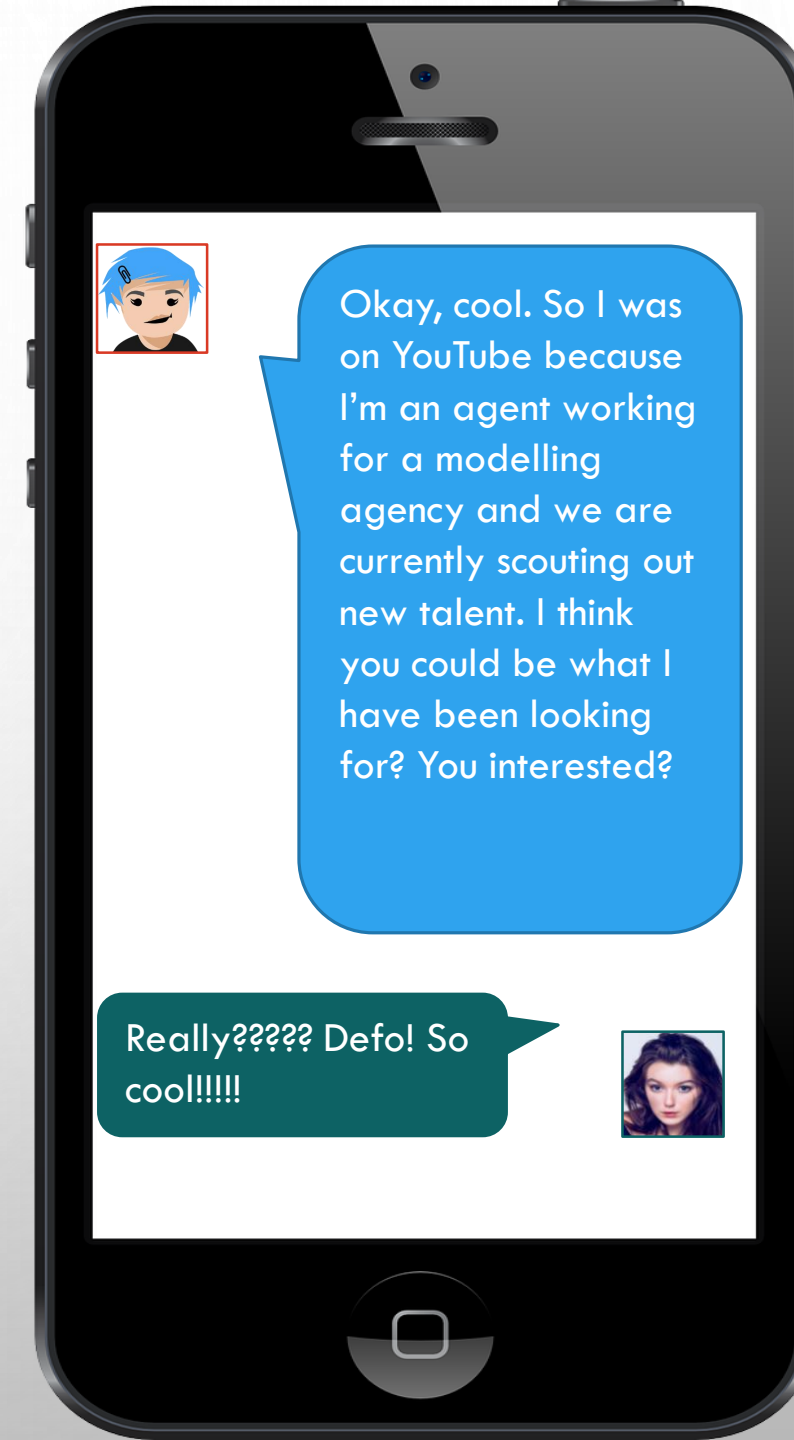 Okay, cool. So I was
on YouTube because
I’m an agent working
for a modelling
agency and we are
currently scouting out
new talent. I think
you could be what I
have been looking
for? You interested?
Really????? Defo! So
cool!!!!!